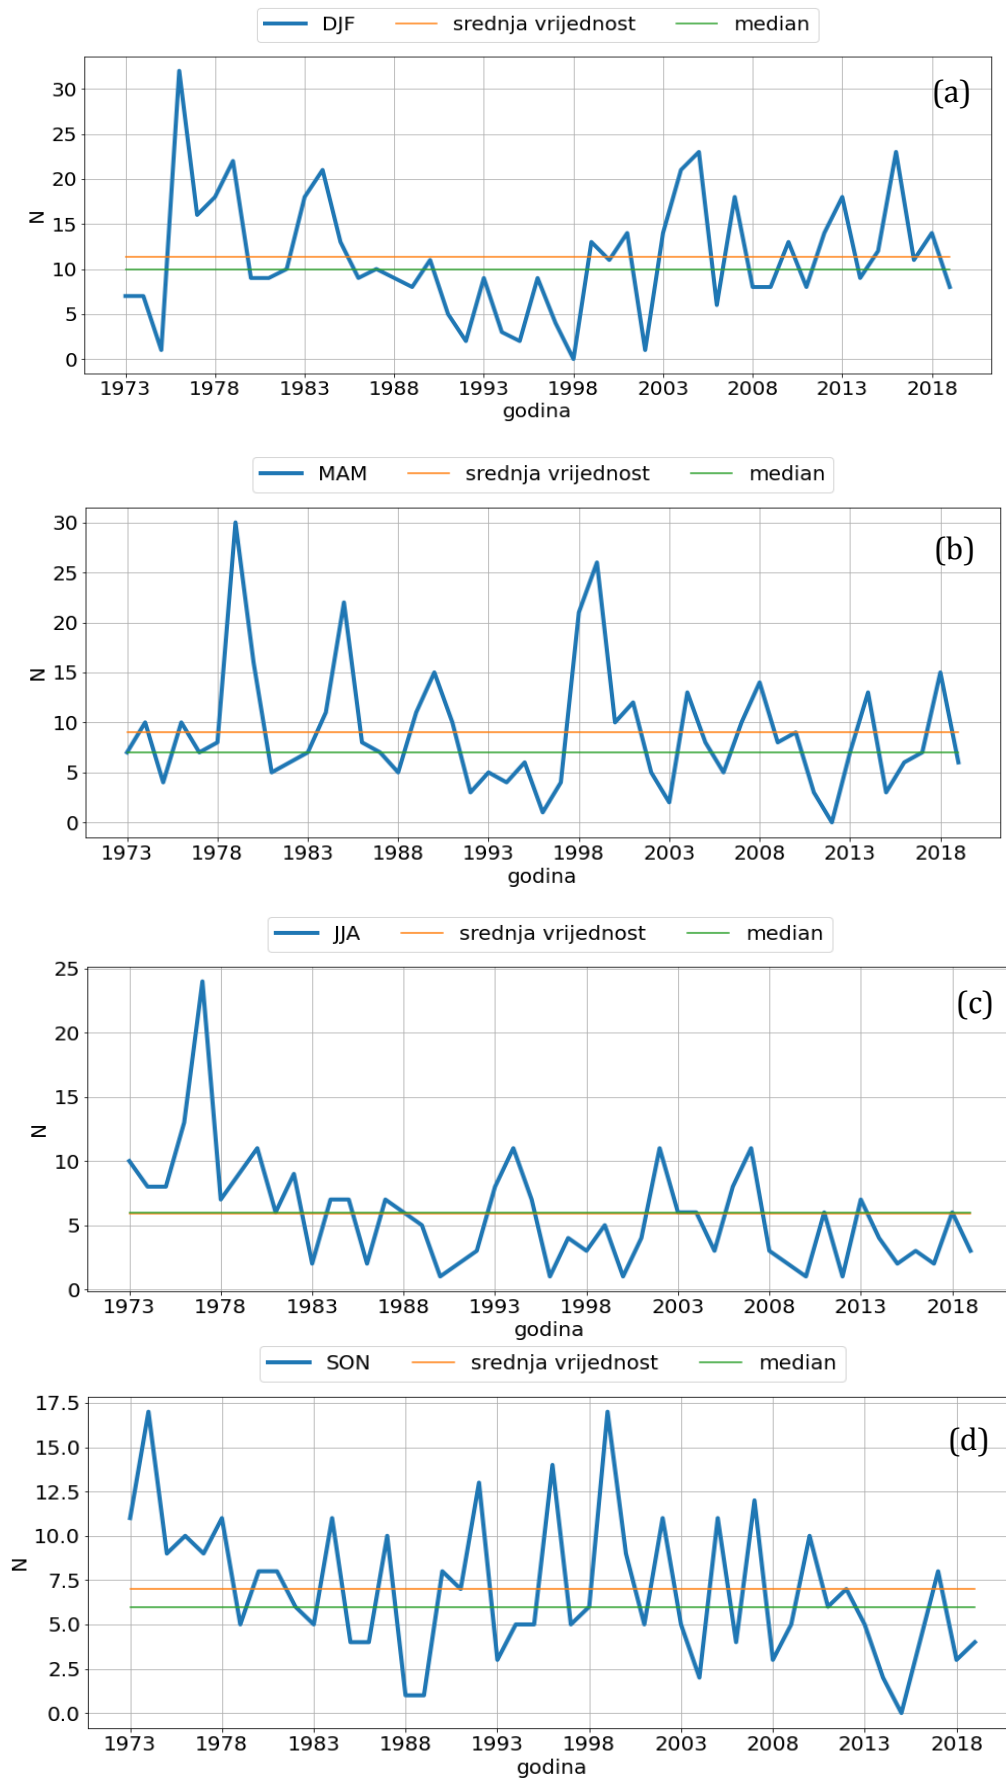 DJF srednja vrijednost median
(a)
30
25
20
15
10
5
0
N
1973 1978 1983 1988 1993 1998 2003 2008 2013 2018
godina
MAM srednja vrijednost median
(b)
30
25
20
15
10
5
0
N
1973 1978 1983 1988 1993 1998 2003 2008 2013 2018
godina
JJA srednja vrijednost median
(c)
25
20
15
10
5
0
N
1973 1978 1983 1988 1993 1998 2003 2008 2013 2018
godina
SON srednja vrijednost median
(d)
17.5
15.0
12.5
10.0
7.5
5.0
2.5
0.0
N
1973 1978 1983 1988 1993 1998 2003 2008 2013 2018
godina